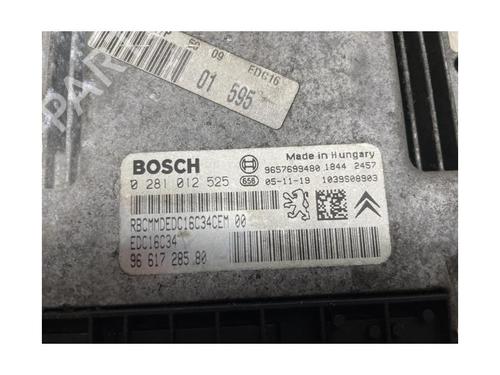 09 EDC16
01 595
BOSCH
Made in Hungary
0 281 012 525
9657699480 1844 2457
658 05-11-19 1039S08903
RBCMMDEDC16C34CEM 00
EDC16C34
96 617 285 80